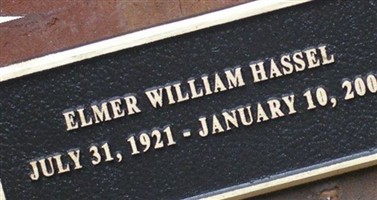 ELMER WILLIAM HASSEL
JULY 31, 1921 - JANUARY 10, 200